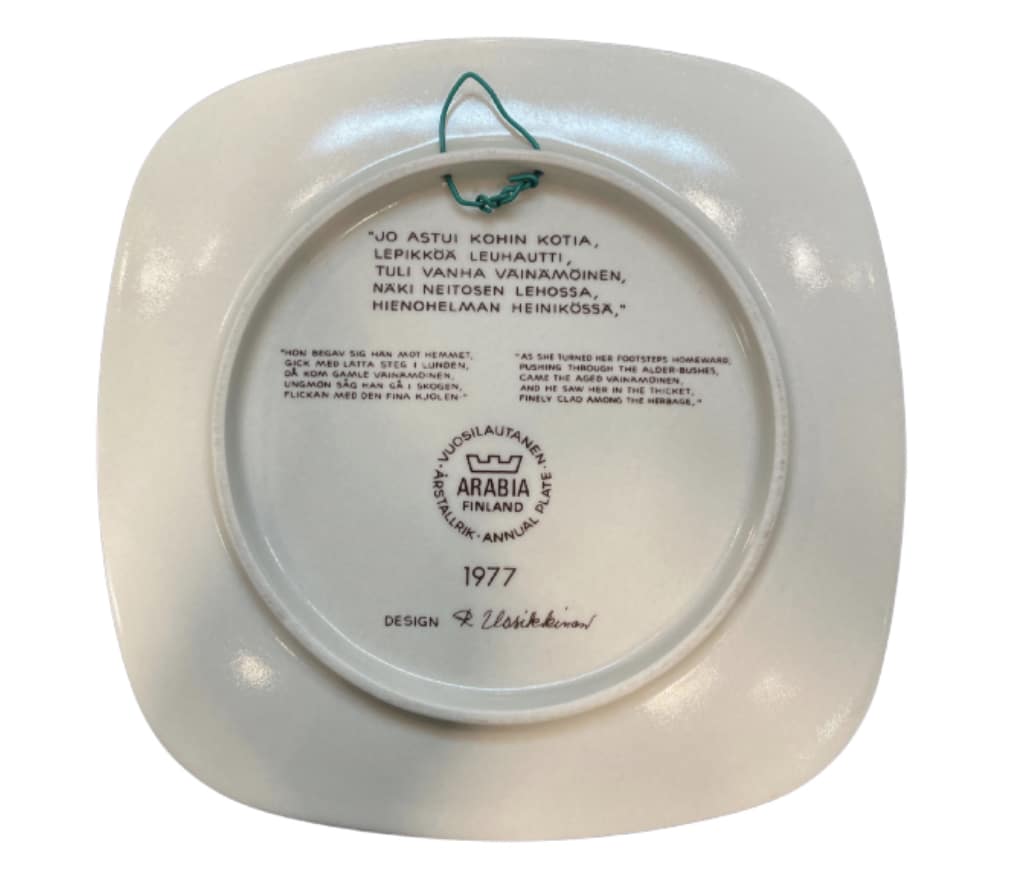 "JO ASTUI KOHIN KOTIA,
LEPIKKÖÄ LEUHAUTTI,
TULI VANHA VÄINÄMÖINEN,
NÄKI NEITOSEN LEHOSSA,
HIENOHELMAN HEINIKÖSSÄ,"
"HON BEGAV SIG HÄN MOT HEMMET,
GICK MED LÄTTA STEG I LUNDEN,
DÅ KOM GAMLE VÄINÄMÖINEN,
UNGMÖN SÅG HAN GÅ I SKOGEN,
FLICKAN MED DEN FINA KJOLEN."
"AS SHE TURNED HER FOOTSTEPS HOMEWARD,
PUSHING THROUGH THE ALDER-BUSHES,
CAME THE AGED VÄINÄMÖINEN,
AND HE SAW HER IN THE THICKET,
FINELY CLAD AMONG THE HERBAGE,"
· VUOSILAUTANEN · ANNUAL PLATE · ÅRSTALLRIK
ARABIA
FINLAND
1977
DESIGN R. Uosikkinen